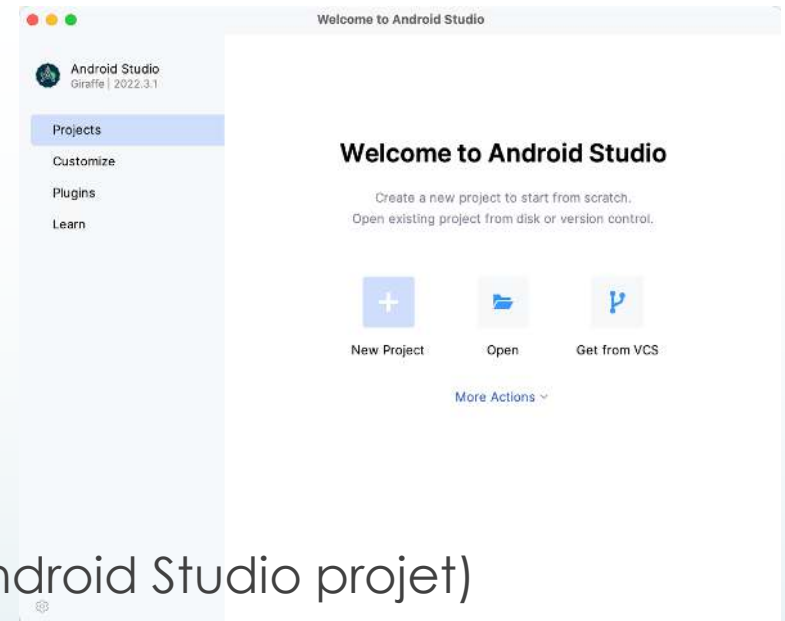 Welcome to Android Studio
Android Studio
Giraffe | 2022.3.1
Projects
Customize
Plugins
Learn
Welcome to Android Studio
Create a new project to start from scratch.
Open existing project from disk or version control.
New Project
Open
Get from VCS
More Actions
ndroid Studio projet)